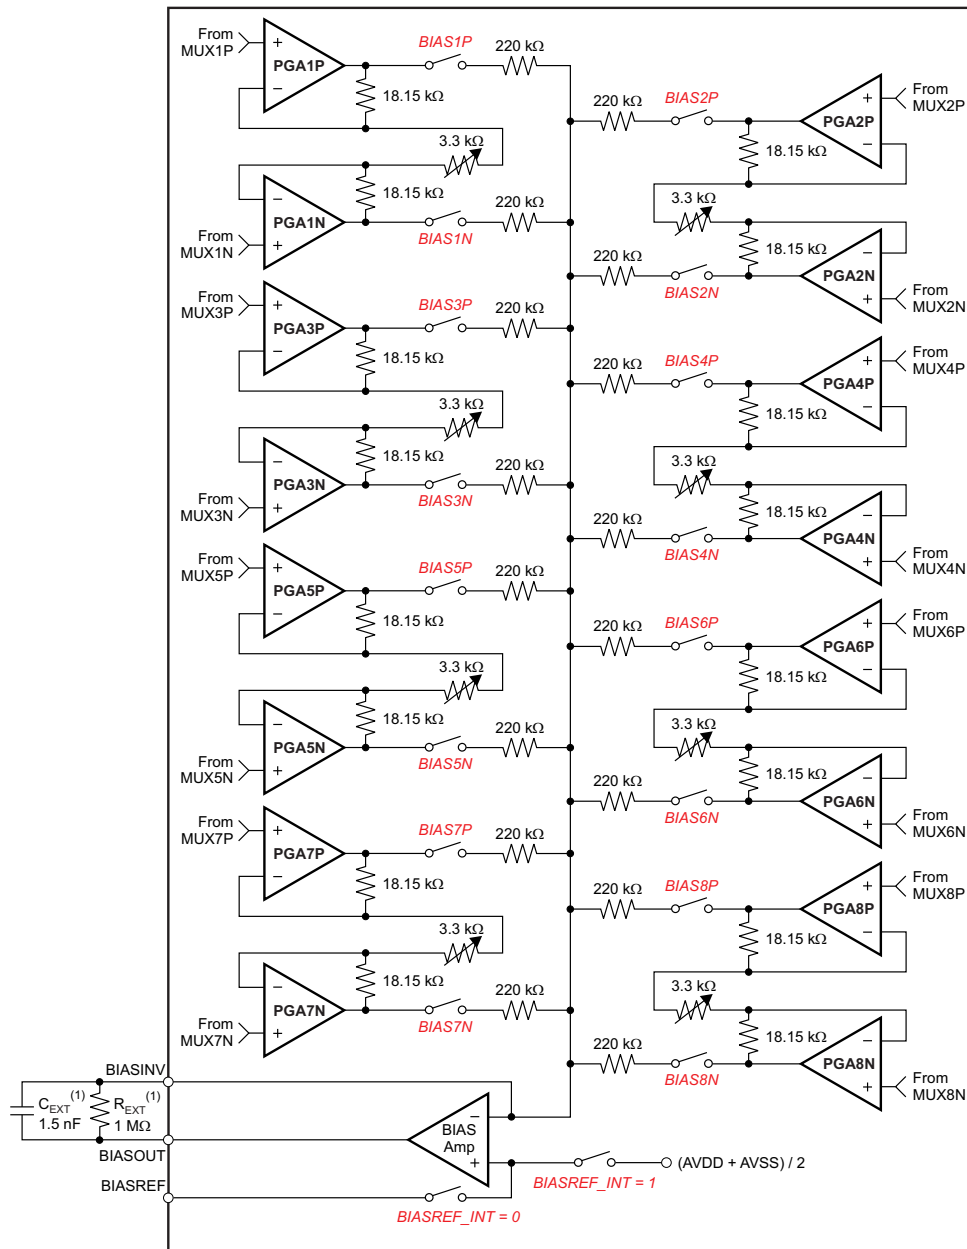 From
MUX1P
+
PGA1P
−
BIAS1P
220 kΩ
18.15 kΩ
3.3 kΩ
−
PGA1N
+
From
MUX1N
18.15 kΩ
BIAS1N
220 kΩ
220 kΩ
BIAS2P
+
PGA2P
−
From
MUX2P
18.15 kΩ
3.3 kΩ
18.15 kΩ
−
PGA2N
+
From
MUX2N
220 kΩ
BIAS2N
From
MUX3P
+
PGA3P
−
BIAS3P
220 kΩ
18.15 kΩ
3.3 kΩ
−
PGA3N
+
From
MUX3N
18.15 kΩ
BIAS3N
220 kΩ
220 kΩ
BIAS4P
+
PGA4P
−
From
MUX4P
18.15 kΩ
3.3 kΩ
18.15 kΩ
−
PGA4N
+
From
MUX4N
220 kΩ
BIAS4N
From
MUX5P
+
PGA5P
−
BIAS5P
220 kΩ
18.15 kΩ
3.3 kΩ
−
PGA5N
+
From
MUX5N
18.15 kΩ
BIAS5N
220 kΩ
220 kΩ
BIAS6P
+
PGA6P
−
From
MUX6P
18.15 kΩ
3.3 kΩ
18.15 kΩ
−
PGA6N
+
From
MUX6N
220 kΩ
BIAS6N
From
MUX7P
+
PGA7P
−
BIAS7P
220 kΩ
18.15 kΩ
3.3 kΩ
−
PGA7N
+
From
MUX7N
18.15 kΩ
BIAS7N
220 kΩ
220 kΩ
BIAS8P
+
PGA8P
−
From
MUX8P
18.15 kΩ
3.3 kΩ
18.15 kΩ
−
PGA8N
+
From
MUX8N
220 kΩ
BIAS8N
BIASINV
C_EXT (1)
1.5 nF
R_EXT (1)
1 MΩ
BIASOUT
BIASREF
−
BIAS
Amp
+
(AVDD + AVSS) / 2
BIASREF_INT = 1
BIASREF_INT = 0